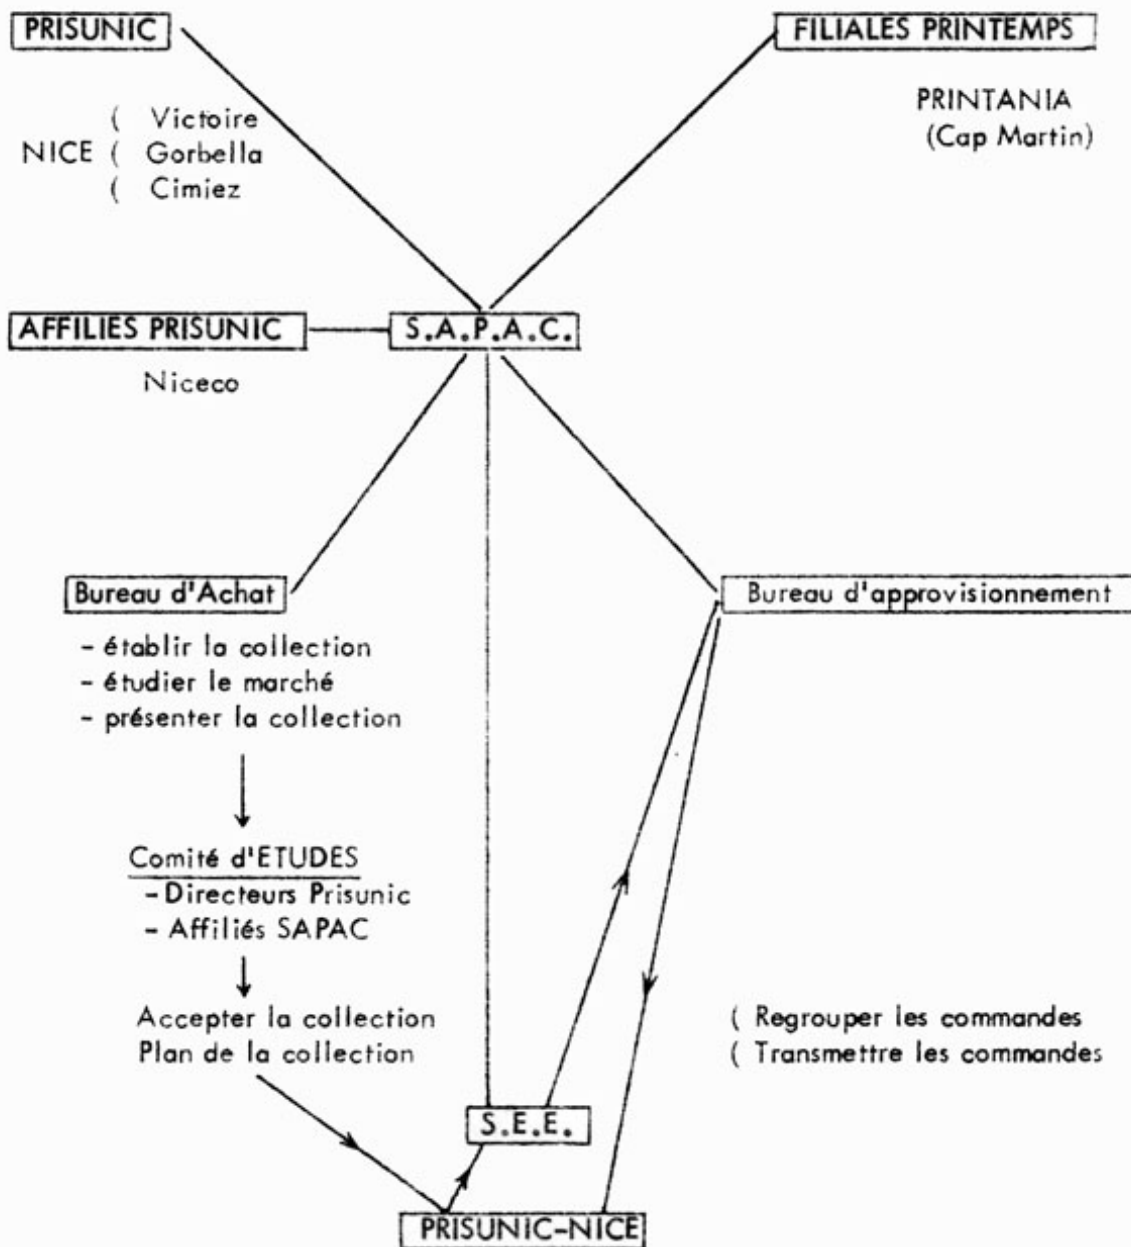 PRISUNIC
FILIALES PRINTEMPS
( Victoire
NICE ( Gorbella
( Cimiez
PRINTANIA
(Cap Martin)
AFFILIES PRISUNIC
S.A.P.A.C.
Niceco
Bureau d'Achat
- établir la collection
- étudier le marché
- présenter la collection
Bureau d'approvisionnement
Comité d'ETUDES
- Directeurs Prisunic
- Affiliés SAPAC
Accepter la collection
Plan de la collection
( Regrouper les commandes
( Transmettre les commandes
S.E.E.
PRISUNIC-NICE